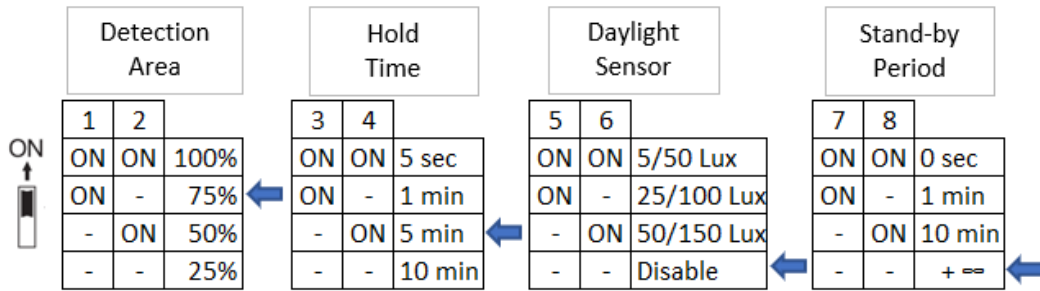 Detection Area
Hold Time
Daylight Sensor
Stand-by Period
1 2 3 4 5 6 7 8
ON ON ON 100% ON ON 5 sec ON ON 5/50 Lux ON ON 0 sec
ON - 75% ON - 1 min ON - 25/100 Lux ON - 1 min
- ON 50% - ON 5 min - ON 50/150 Lux - ON 10 min
- - 25% - - 10 min - - Disable - - + ∞